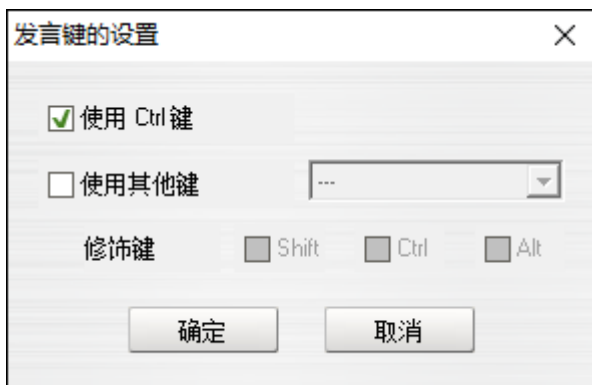 发言键的设置
使用 Ctrl 键
使用其他键 ---
修饰键 Shift Ctrl Alt
确定 取消